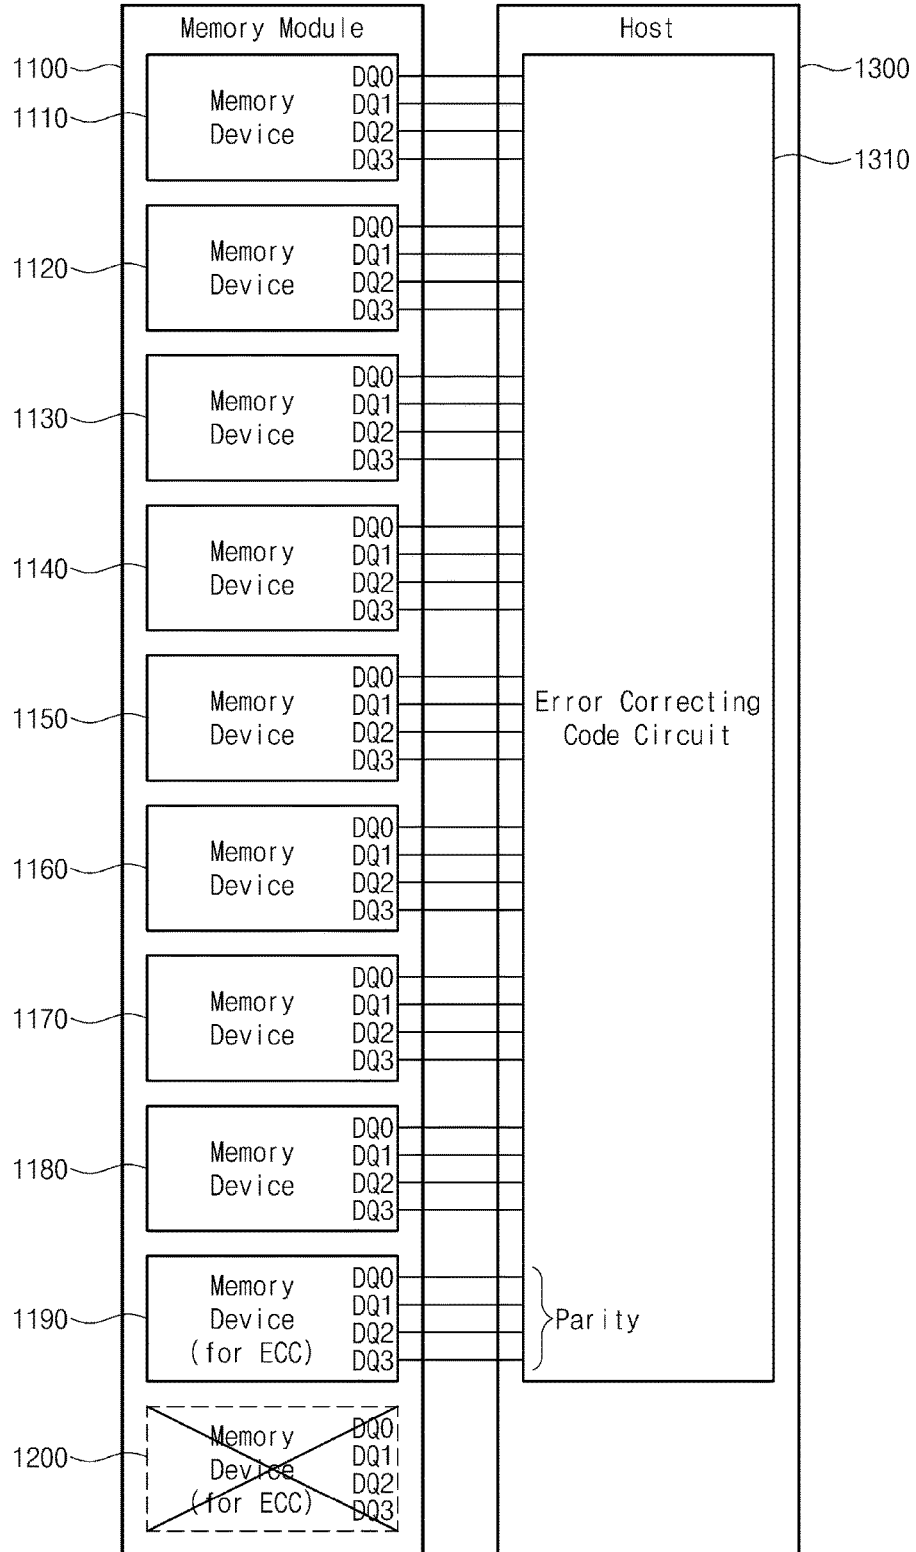 Memory Module
Host
1100
1300
1110
Memory
Device
DQ0
DQ1
DQ2
DQ3
1310
1120
Memory
Device
DQ0
DQ1
DQ2
DQ3
1130
Memory
Device
DQ0
DQ1
DQ2
DQ3
1140
Memory
Device
DQ0
DQ1
DQ2
DQ3
1150
Memory
Device
DQ0
DQ1
DQ2
DQ3
Error Correcting
Code Circuit
1160
Memory
Device
DQ0
DQ1
DQ2
DQ3
1170
Memory
Device
DQ0
DQ1
DQ2
DQ3
1180
Memory
Device
DQ0
DQ1
DQ2
DQ3
1190
Memory
Device
(for ECC)
DQ0
DQ1
DQ2
DQ3
Parity
1200
Memory
Device
(for ECC)
DQ0
DQ1
DQ2
DQ3